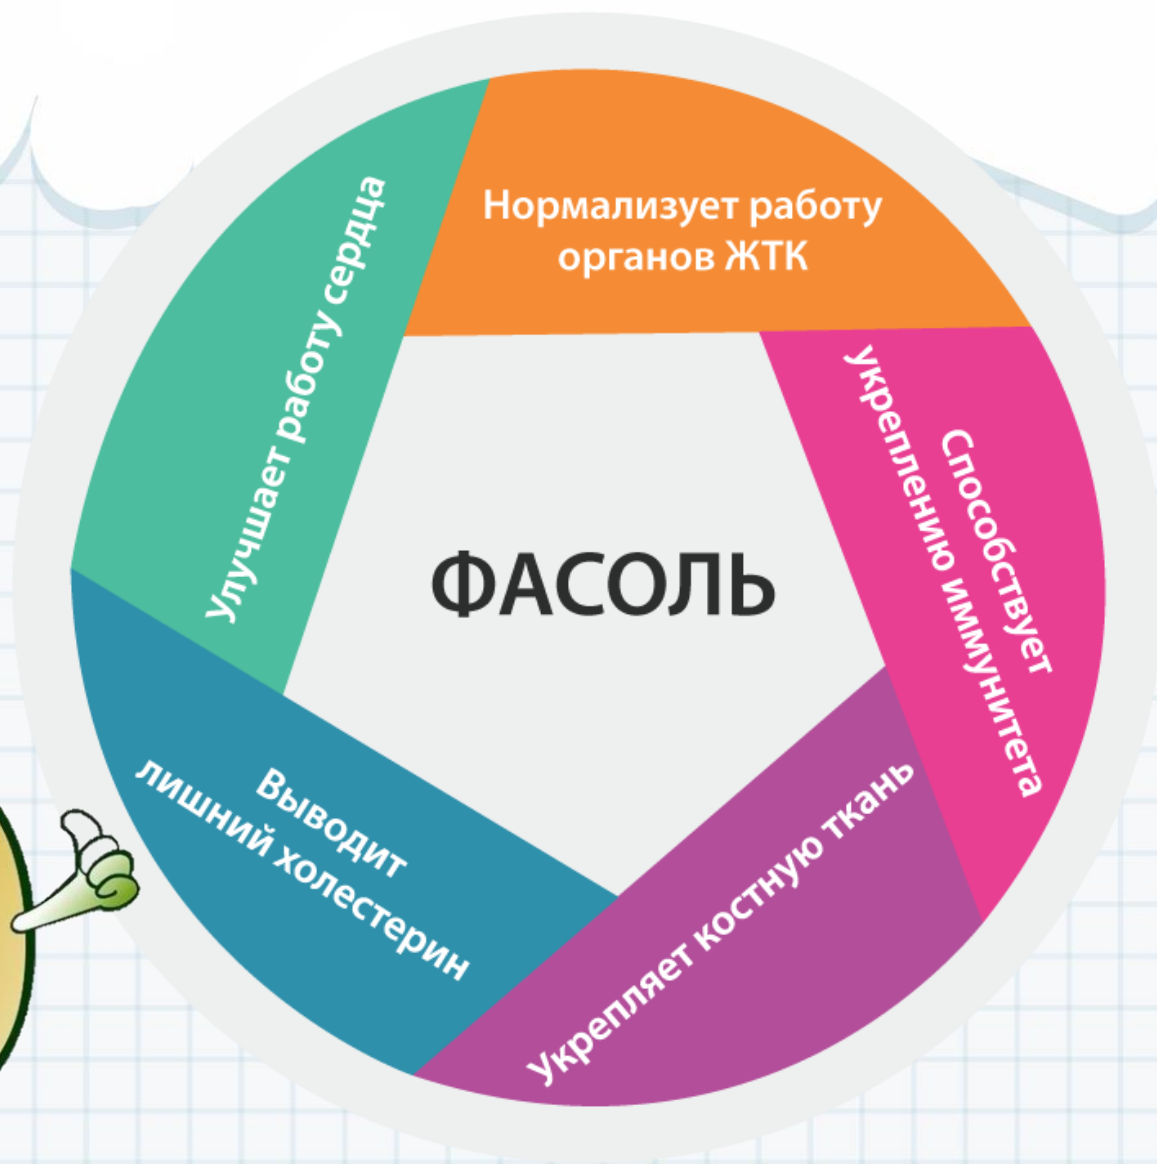 Нормализует работу
органов ЖТК
Способствует
укреплению иммунитета
Укрепляет костную ткань
Выводит
лишний холестерин
Улучшает работу сердца
ФАСОЛЬ